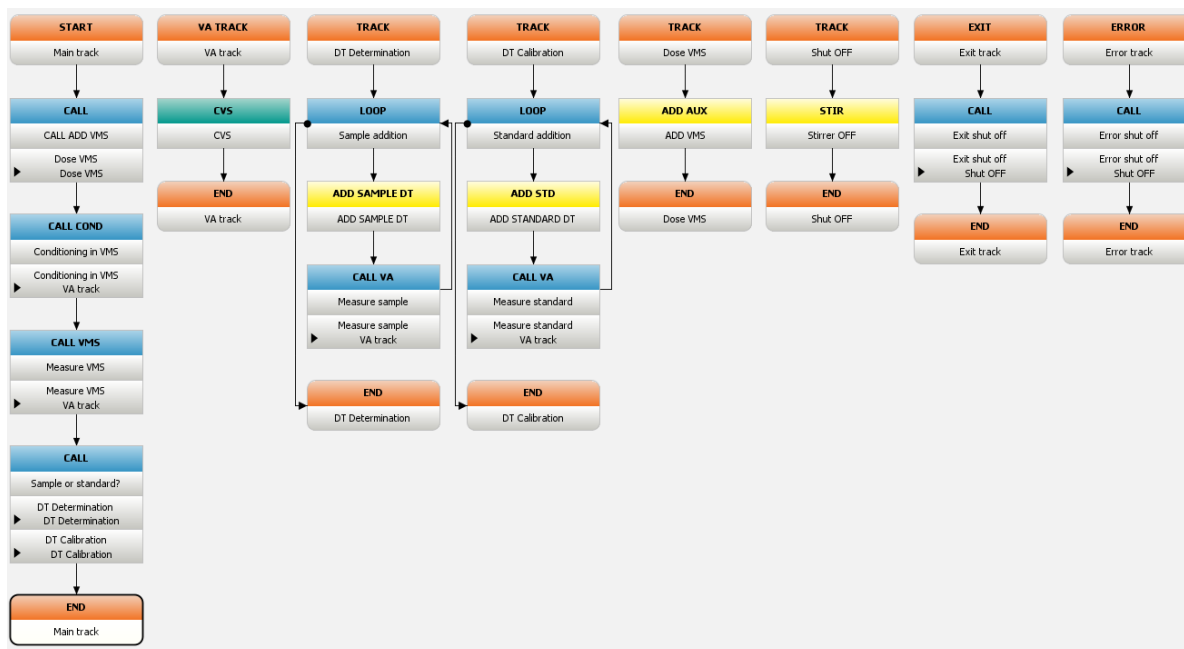 START
Main track
CALL
CALL ADD VMS
Dose VMS
Dose VMS
CALL COND
Conditioning in VMS
Conditioning in VMS
VA track
CALL VMS
Measure VMS
Measure VMS
VA track
CALL
Sample or standard?
DT Determination
DT Determination
DT Calibration
DT Calibration
END
Main track
VA TRACK
VA track
CVS
CVS
END
VA track
TRACK
DT Determination
LOOP
Sample addition
ADD SAMPLE DT
ADD SAMPLE DT
CALL VA
Measure sample
Measure sample
VA track
END
DT Determination
TRACK
DT Calibration
LOOP
Standard addition
ADD STD
ADD STANDARD DT
CALL VA
Measure standard
Measure standard
VA track
END
DT Calibration
TRACK
Dose VMS
ADD AUX
ADD VMS
END
Dose VMS
TRACK
Shut OFF
STIR
Stirrer OFF
END
Shut OFF
EXIT
Exit track
CALL
Exit shut off
Exit shut off
Shut OFF
END
Exit track
ERROR
Error track
CALL
Error shut off
Error shut off
Shut OFF
END
Error track